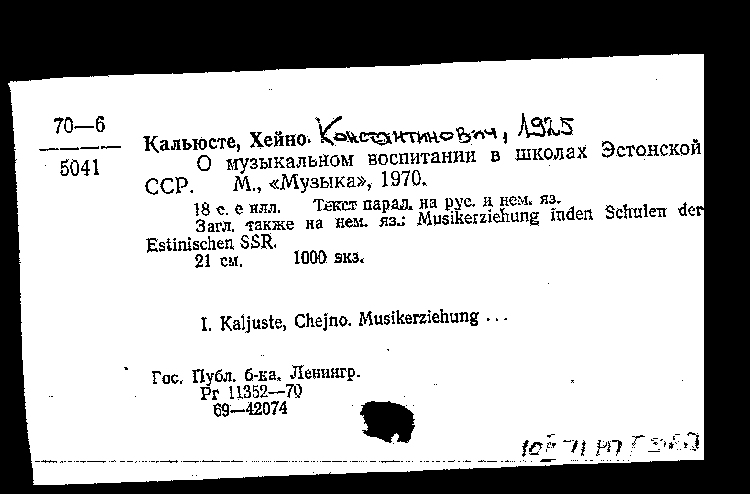 70—6
5041
Кальюсте, Хейно. Константинович, 1925
О музыкальном воспитании в школах Эстонской
ССР. М., «Музыка», 1970.
18 с. с илл. Текст парал. на рус. и нем. яз.
Загл. также на нем. яз.: Musikerziehung inden Schulen der
Estinischen SSR.
21 см. 1000 экз.
I. Kaljuste, Chejno. Musikerziehung ...
Гос. Публ. б-ка. Ленингр.
Pr 11352—70
69—42074